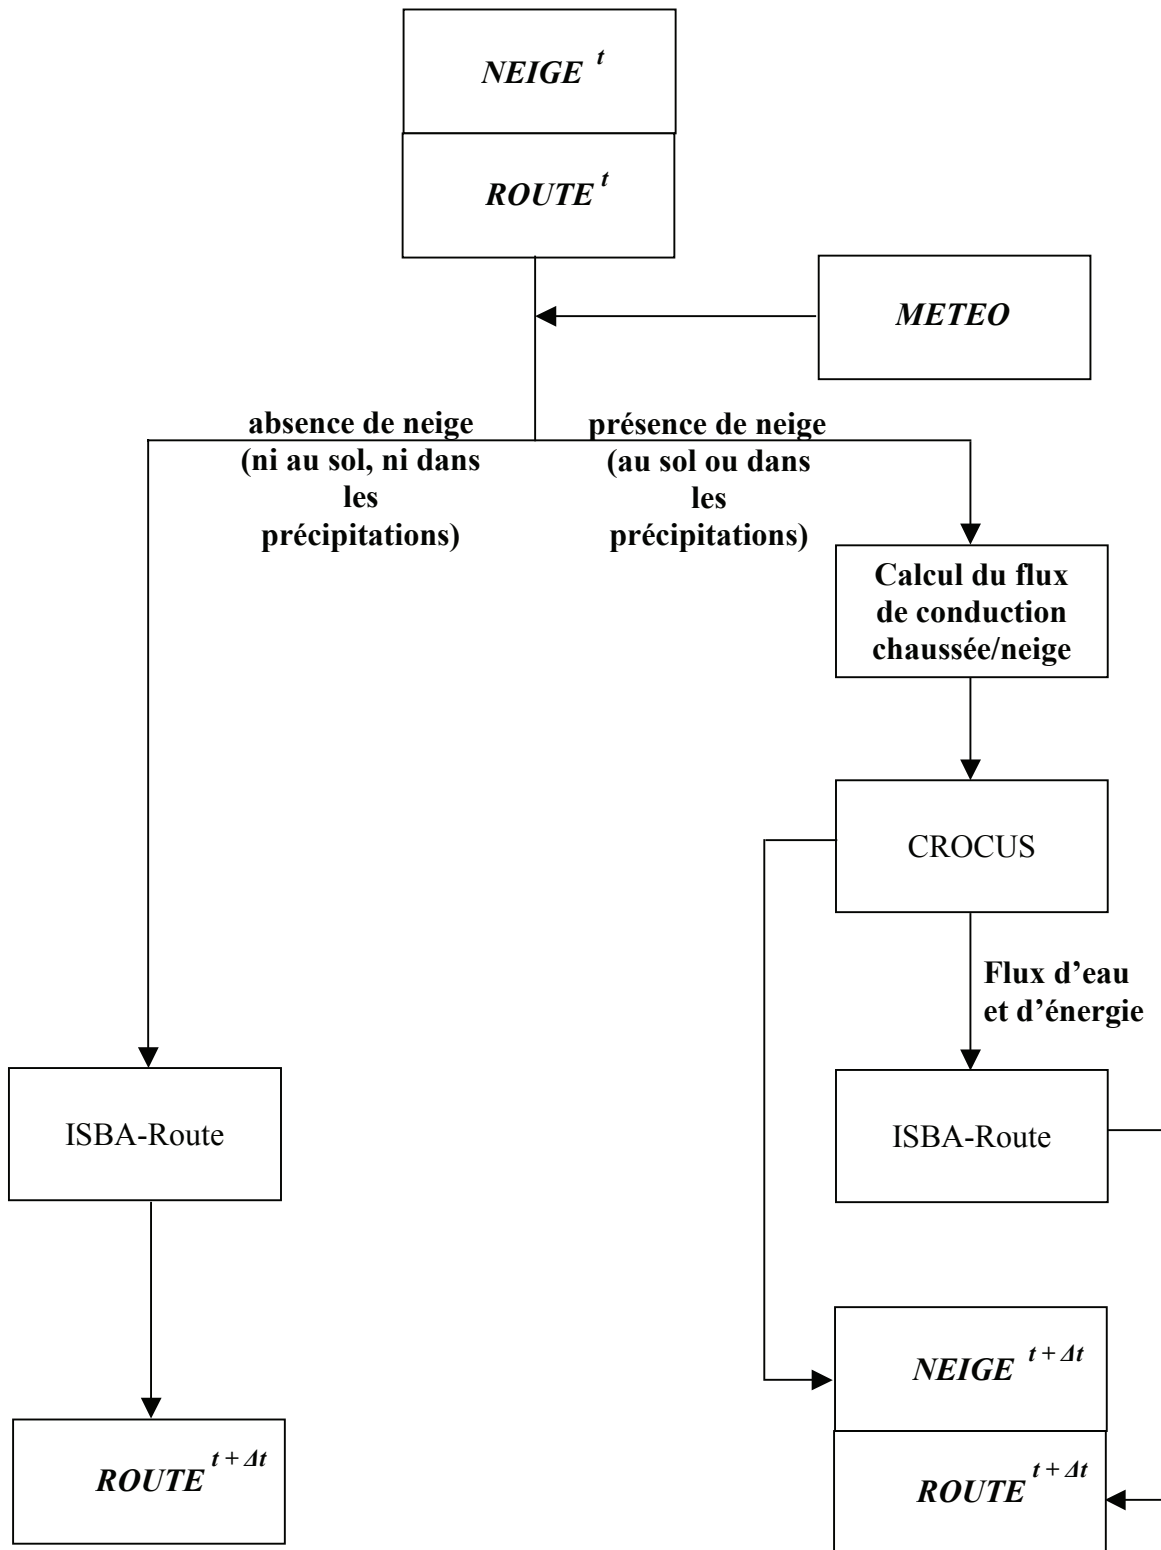 NEIGE t
ROUTE t
METEO
absence de neige
(ni au sol, ni dans
les
précipitations)
présence de neige
(au sol ou dans
les
précipitations)
Calcul du flux
de conduction
chaussée/neige
CROCUS
Flux d’eau
et d’énergie
ISBA-Route
ISBA-Route
NEIGE t + Δt
ROUTE t + Δt
ROUTE t + Δt